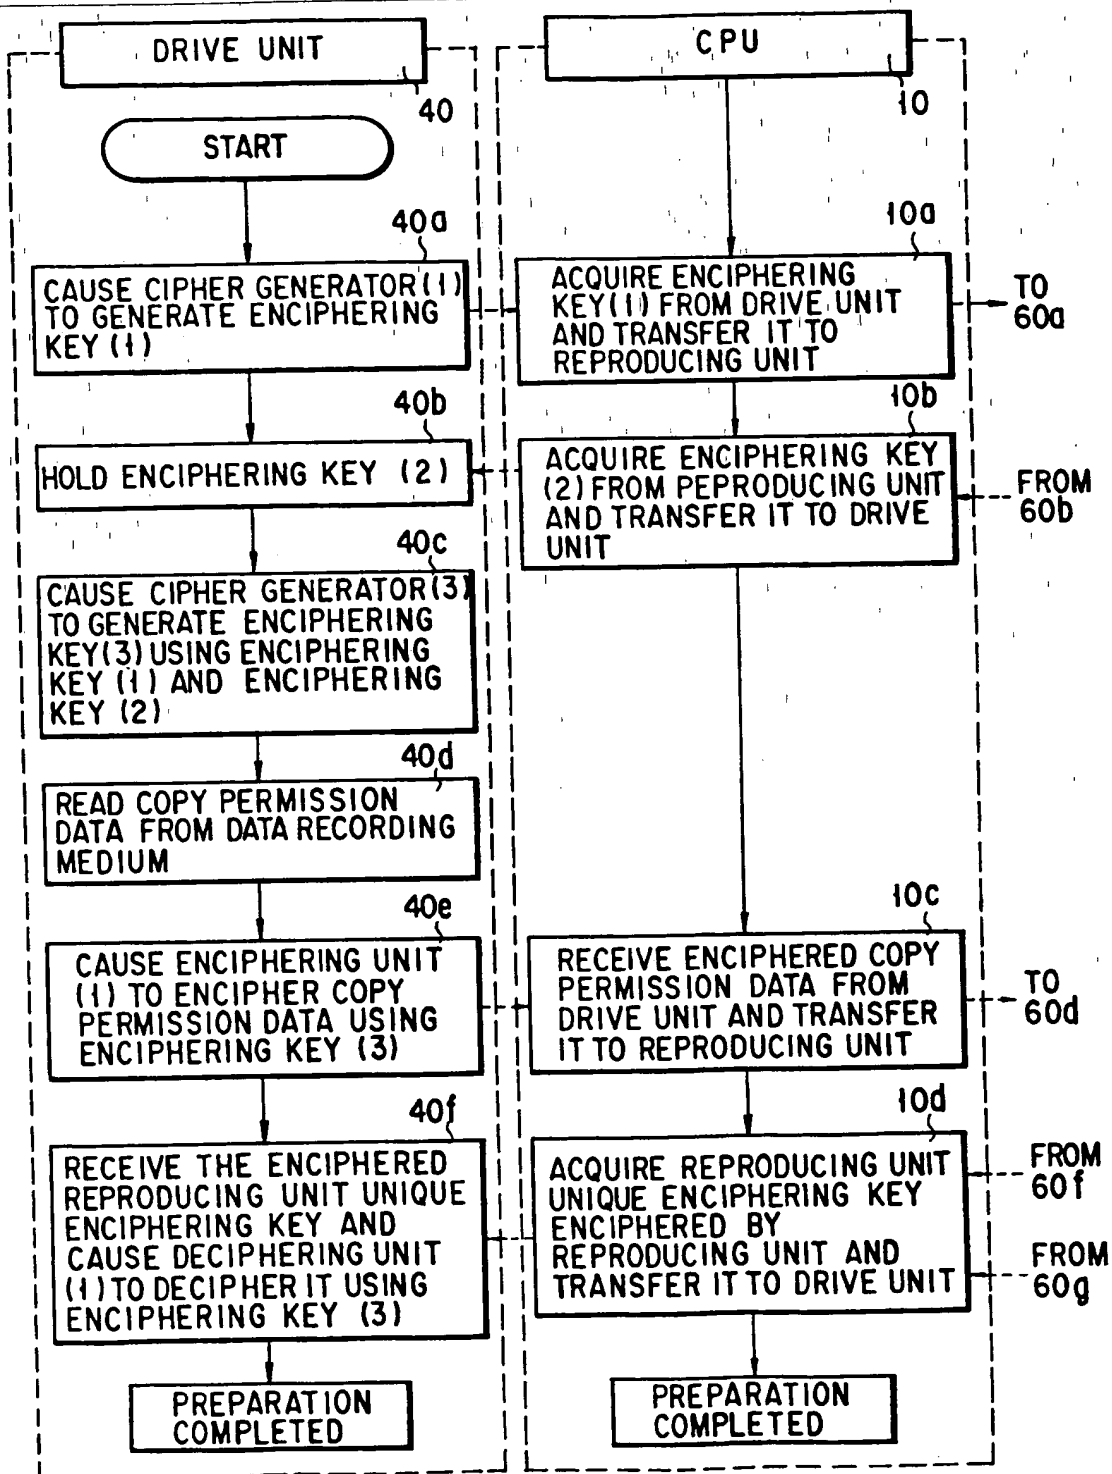 DRIVE UNIT
40
START
40a
CAUSE CIPHER GENERATOR(1)
TO GENERATE ENCIPHERING
KEY (1)
40b
HOLD ENCIPHERING KEY (2)
40c
CAUSE CIPHER GENERATOR(3)
TO GENERATE ENCIPHERING
KEY(3) USING ENCIPHERING
KEY (1) AND ENCIPHERING
KEY (2)
40d
READ COPY PERMISSION
DATA FROM DATA RECORDING
MEDIUM
40e
CAUSE ENCIPHERING UNIT
(1) TO ENCIPHER COPY
PERMISSION DATA USING
ENCIPHERING KEY (3)
40f
RECEIVE THE ENCIPHERED
REPRODUCING UNIT UNIQUE
ENCIPHERING KEY AND
CAUSE DECIPHERING UNIT
(1) TO DECIPHER IT USING
ENCIPHERING KEY (3)
PREPARATION
COMPLETED
CPU
10
10a
ACQUIRE ENCIPHERING
KEY(1) FROM DRIVE UNIT
AND TRANSFER IT TO
REPRODUCING UNIT
TO
60a
10b
ACQUIRE ENCIPHERING KEY
(2) FROM PEPRODUCING UNIT
AND TRANSFER IT TO DRIVE
UNIT
FROM
60b
10c
RECEIVE ENCIPHERED COPY
PERMISSION DATA FROM
DRIVE UNIT AND TRANSFER
IT TO REPRODUCING UNIT
TO
60d
10d
ACQUIRE REPRODUCING UNIT
UNIQUE ENCIPHERING KEY
ENCIPHERED BY
REPRODUCING UNIT AND
TRANSFER IT TO DRIVE UNIT
FROM
60f
FROM
60g
PREPARATION
COMPLETED